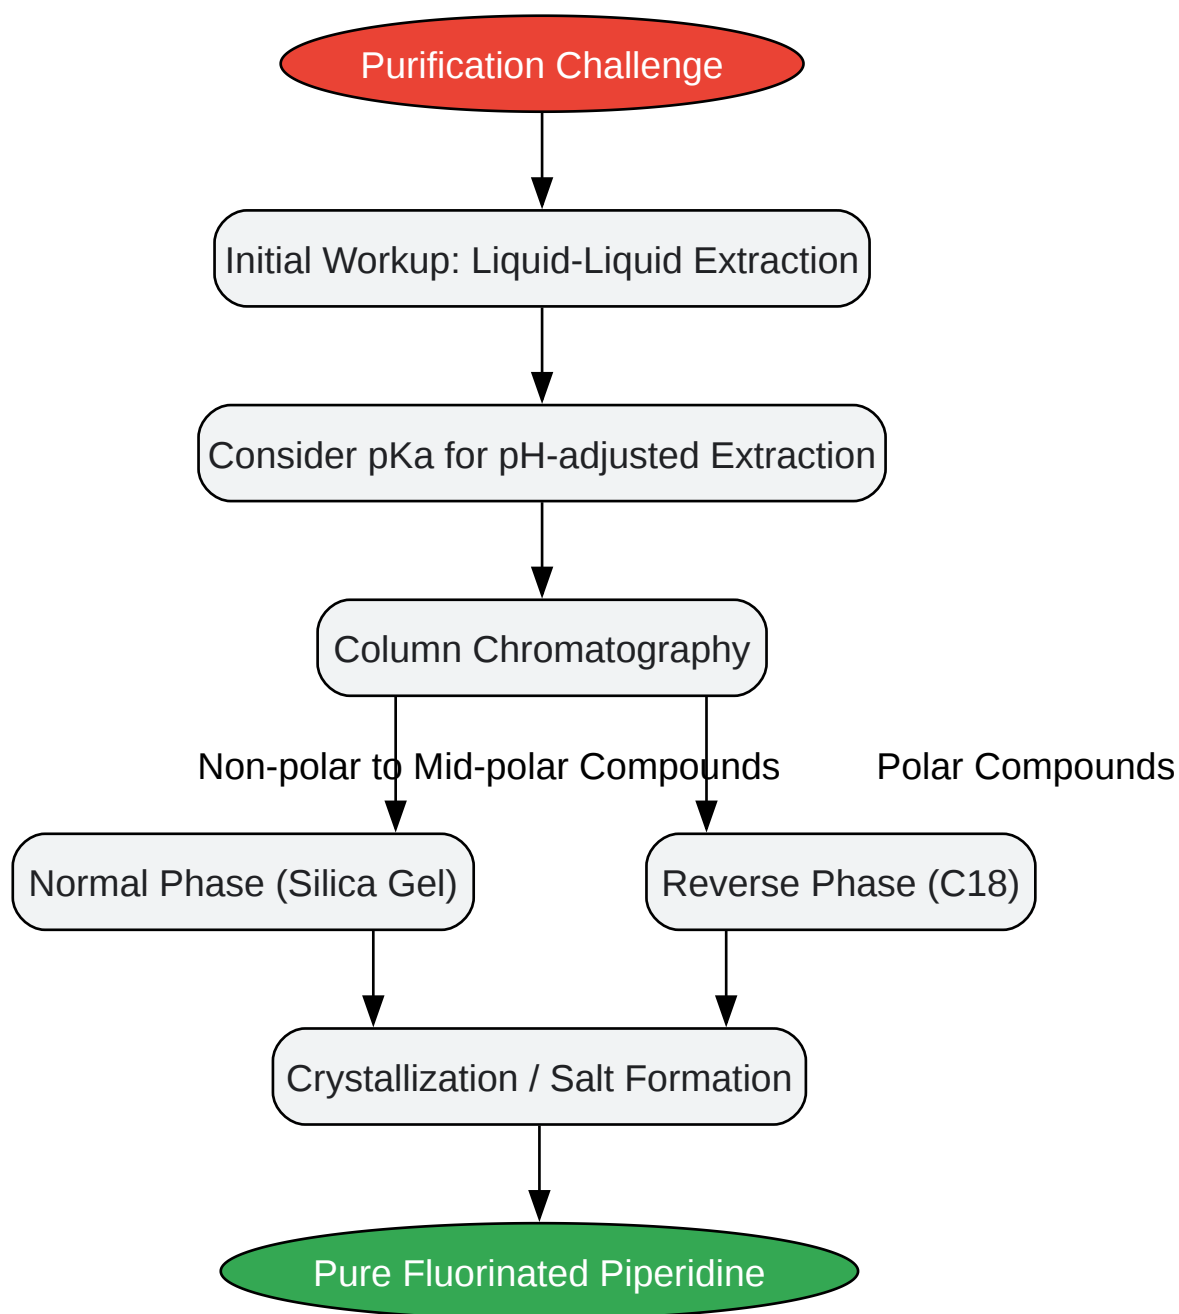 Purification Challenge
Initial Workup: Liquid-Liquid Extraction
Consider pKa for pH-adjusted Extraction
Column Chromatography
Non-polar to Mid-polar Compounds
Polar Compounds
Normal Phase (Silica Gel)
Reverse Phase (C18)
Crystallization / Salt Formation
Pure Fluorinated Piperidine